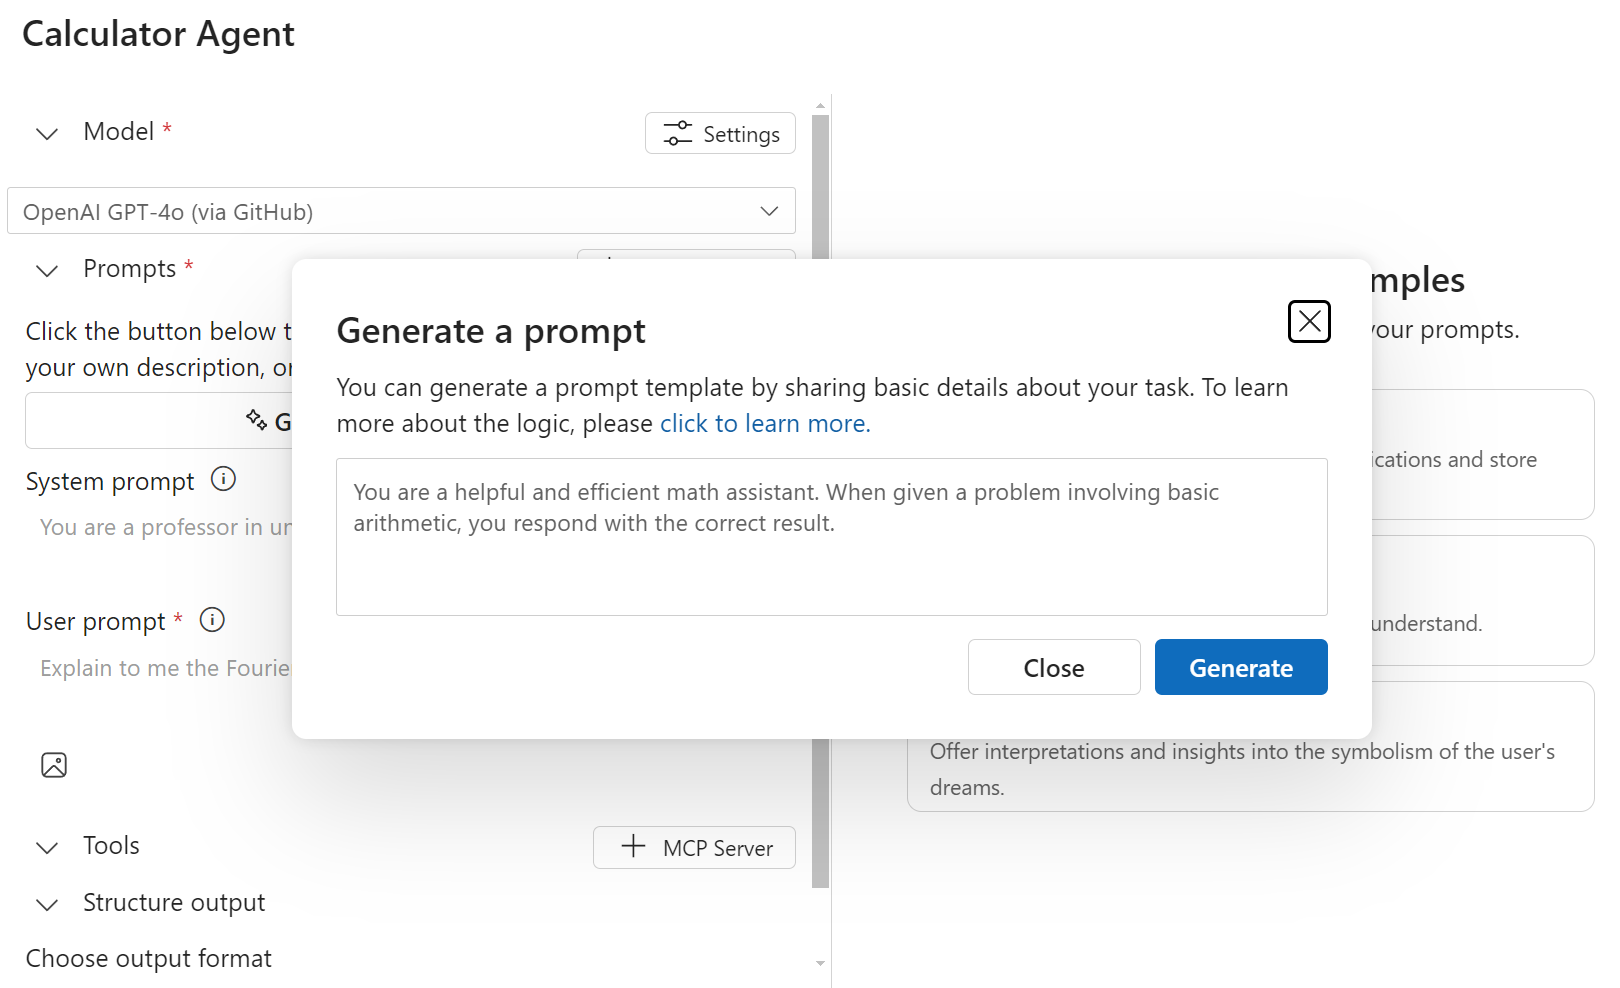 Calculator Agent
Model *
Settings
OpenAI GPT-4o (via GitHub)
Prompts *
Click the button below
your own description,
System prompt
You are a professor in
User prompt *
Explain to me the
Tools
MCP Server
Structure output
Choose output format
Generate a prompt
You can generate a prompt template by sharing basic details about your task. To learn
more about the logic, please click to learn more.
You are a helpful and efficient math assistant. When given a problem involving basic
arithmetic, you respond with the correct result.
Close
Generate
your prompts.
and store
understand.
Offer interpretations and insights into the symbolism of the user's
dreams.